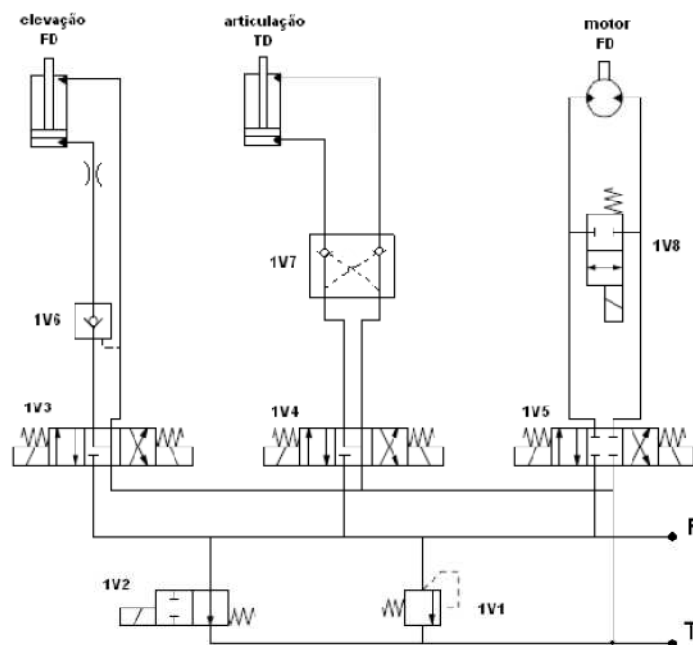 elevação
FD
articulação
TD
motor
FD
1V7
1V8
1V6
1V3
1V4
1V5
P
1V2
1V1
T